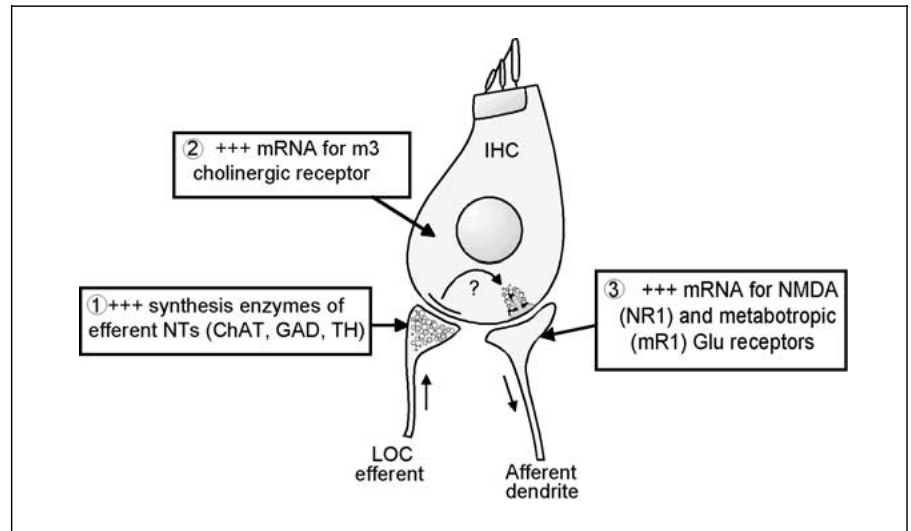 ② +++ mRNA for m3
cholinergic receptor
IHC
?
① +++ synthesis enzymes of
efferent NTs (ChAT, GAD, TH)
③ +++ mRNA for NMDA
(NR1) and metabotropic
(mR1) Glu receptors
LOC
efferent
Afferent
dendrite